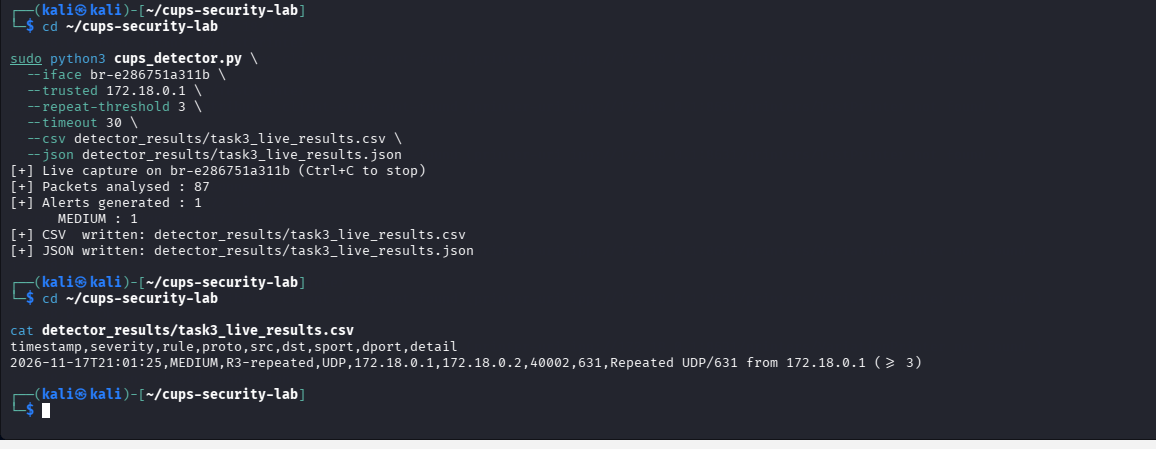 ┌──(kali㉿kali)-[~/cups-security-lab]
└─$ cd ~/cups-security-lab
sudo python3 cups_detector.py \
  --iface br-e286751a311b \
  --trusted 172.18.0.1 \
  --repeat-threshold 3 \
  --timeout 30 \
  --csv detector_results/task3_live_results.csv \
  --json detector_results/task3_live_results.json
[+] Live capture on br-e286751a311b (Ctrl+C to stop)
[+] Packets analysed : 87
[+] Alerts generated : 1
      MEDIUM : 1
[+] CSV  written: detector_results/task3_live_results.csv
[+] JSON written: detector_results/task3_live_results.json
┌──(kali㉿kali)-[~/cups-security-lab]
└─$ cd ~/cups-security-lab
cat detector_results/task3_live_results.csv
timestamp,severity,rule,proto,src,dst,sport,dport,detail
2026-11-17T21:01:25,MEDIUM,R3-repeated,UDP,172.18.0.1,172.18.0.2,40002,631,Repeated UDP/631 from 172.18.0.1 (≥ 3)
┌──(kali㉿kali)-[~/cups-security-lab]
└─$